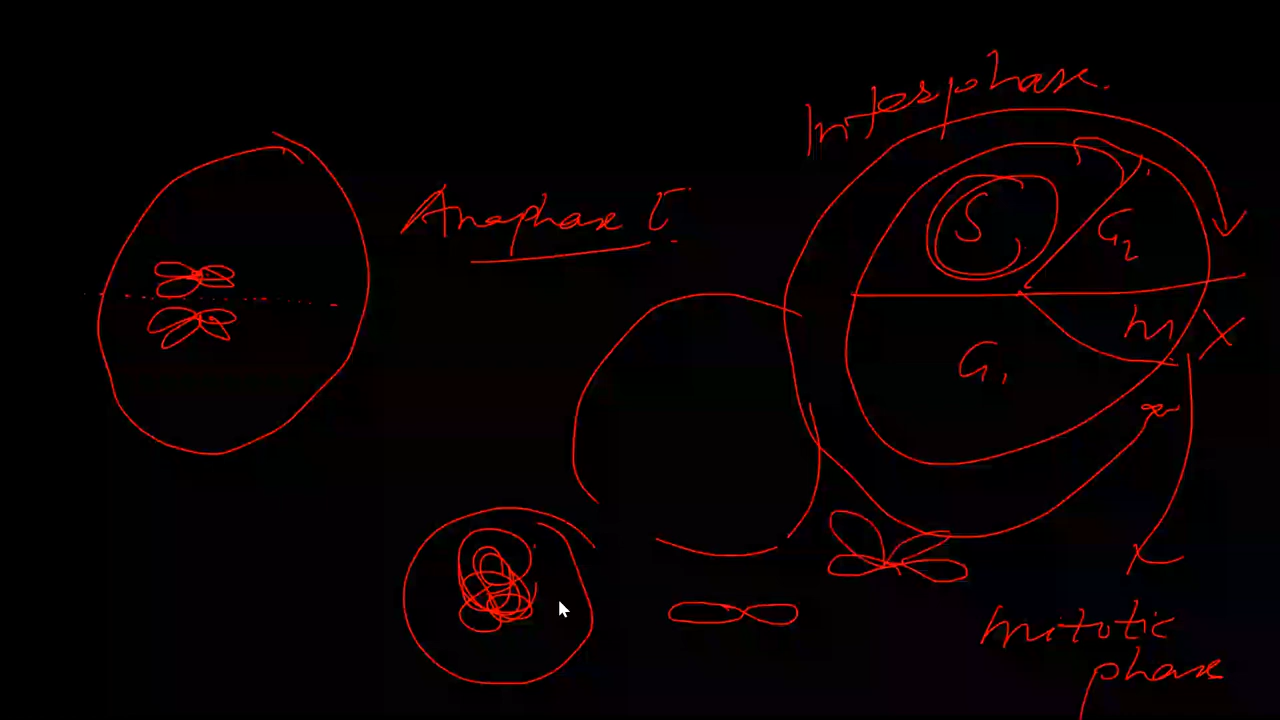 Interphase.
Anaphase I
S
G2
M
G1
mitotic
phase